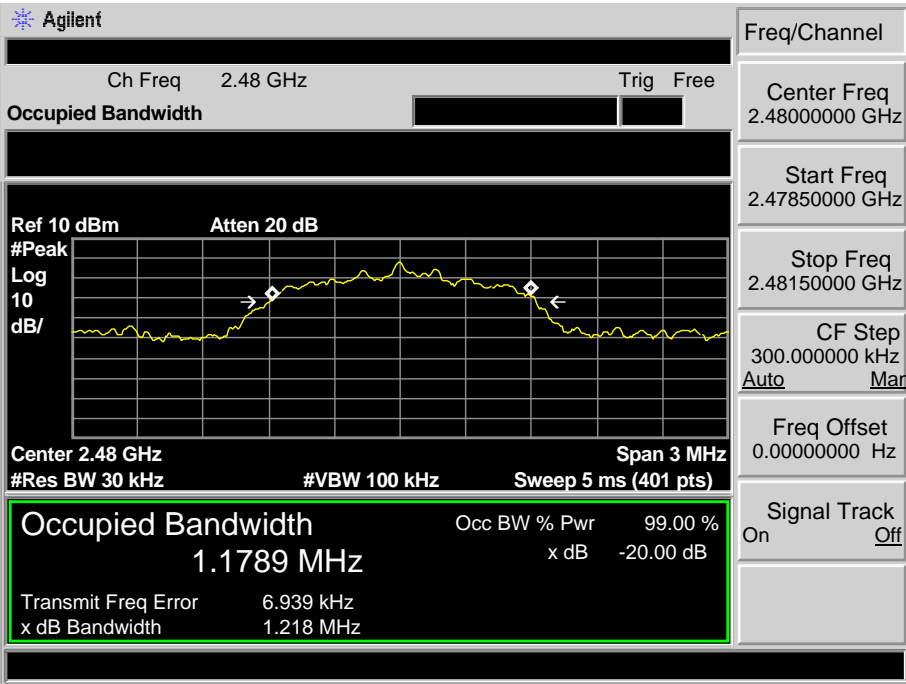 Agilent
Freq/Channel
Ch Freq 2.48 GHz Trig Free
Occupied Bandwidth
Center Freq
2.48000000 GHz
Start Freq
2.47850000 GHz
Stop Freq
2.48150000 GHz
CF Step
300.000000 kHz
Auto Mar
Freq Offset
0.00000000 Hz
Signal Track
On Off
Ref 10 dBm Atten 20 dB
#Peak
Log
10
dB/
Center 2.48 GHz Span 3 MHz
#Res BW 30 kHz #VBW 100 kHz Sweep 5 ms (401 pts)
Occupied Bandwidth Occ BW % Pwr 99.00 %
1.1789 MHz x dB -20.00 dB
Transmit Freq Error 6.939 kHz
x dB Bandwidth 1.218 MHz